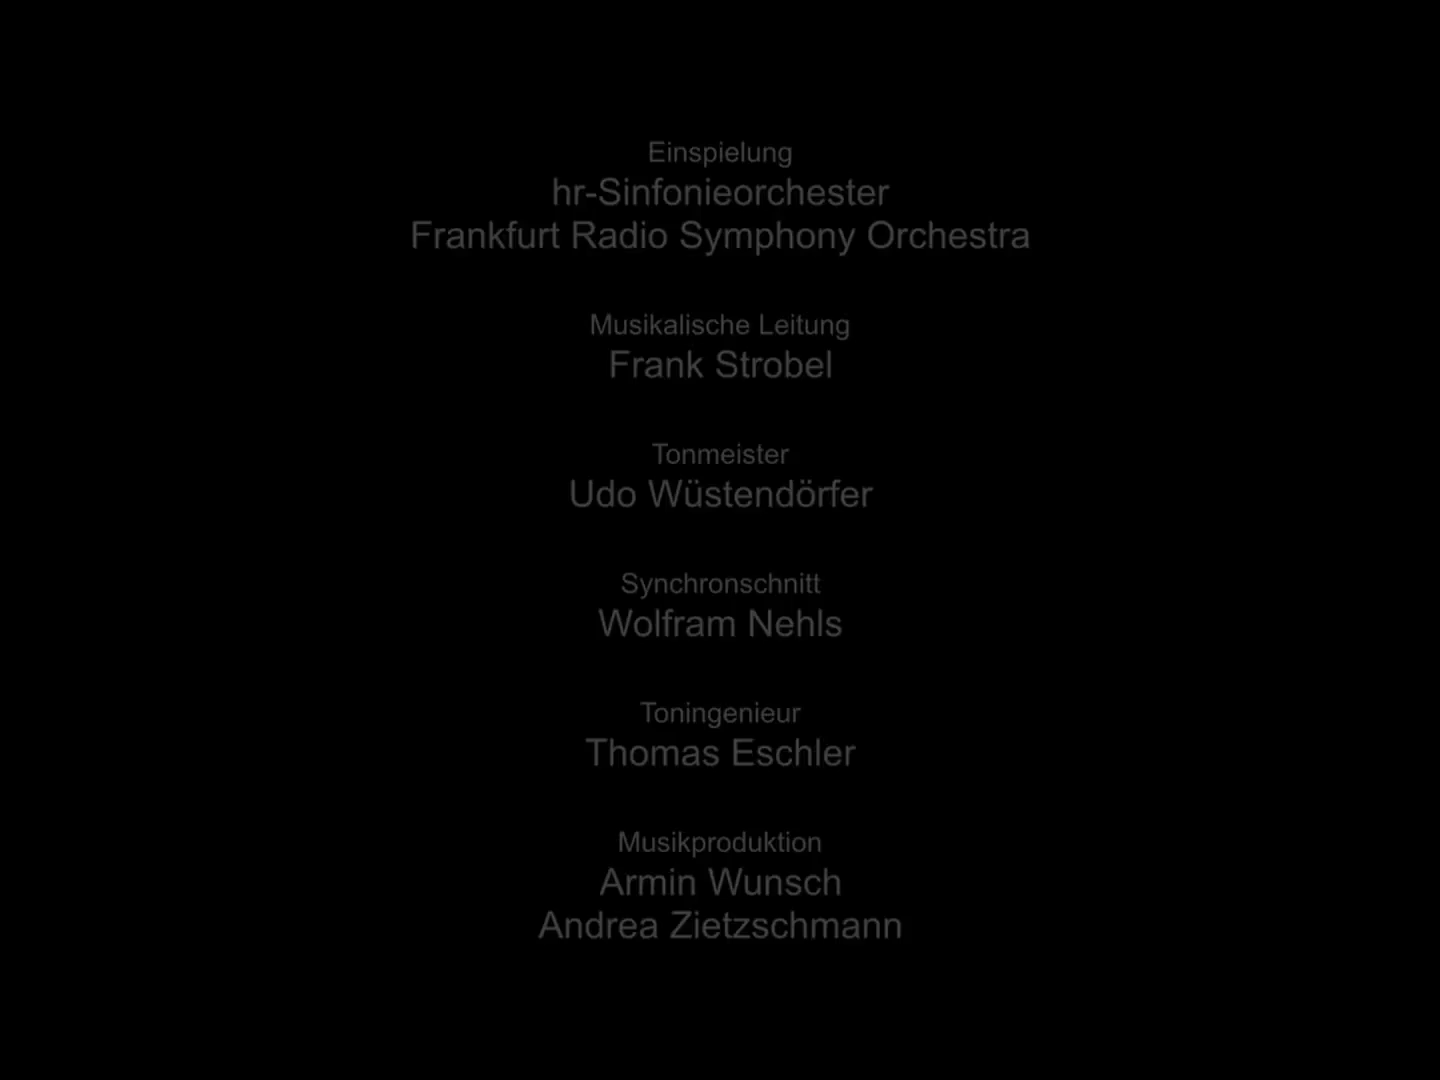 Einspielung
hr-Sinfonieorchester
Frankfurt Radio Symphony Orchestra
Musikalische Leitung
Frank Strobel
Tonmeister
Udo Wüstendörfer
Synchronschnitt
Wolfram Nehls
Toningenieur
Thomas Eschler
Musikproduktion
Armin Wunsch
Andrea Zietzschmann